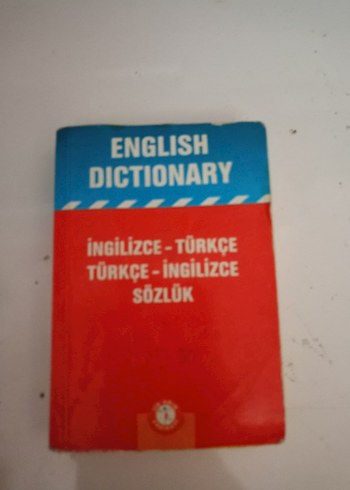 ENGLISH
DICTIONARY
İNGİLİZCE - TÜRKÇE
TÜRKÇE - İNGİLİZCE
SÖZLÜK